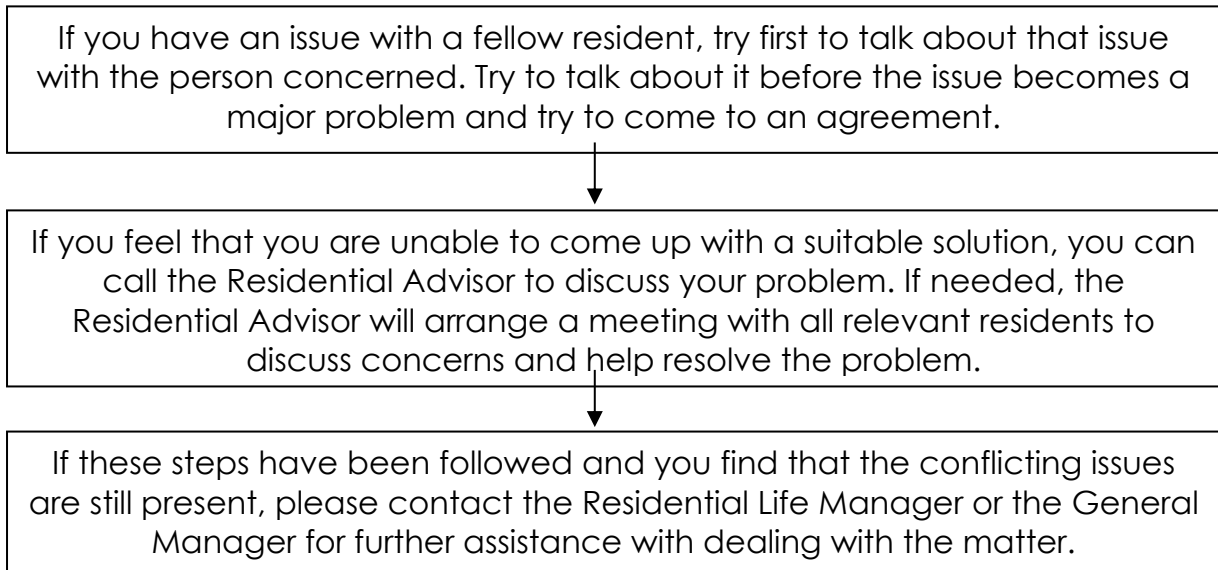 If you have an issue with a fellow resident, try first to talk about that issue
with the person concerned. Try to talk about it before the issue becomes a
major problem and try to come to an agreement.
If you feel that you are unable to come up with a suitable solution, you can
call the Residential Advisor to discuss your problem. If needed, the
Residential Advisor will arrange a meeting with all relevant residents to
discuss concerns and help resolve the problem.
If these steps have been followed and you find that the conflicting issues
are still present, please contact the Residential Life Manager or the General
Manager for further assistance with dealing with the matter.